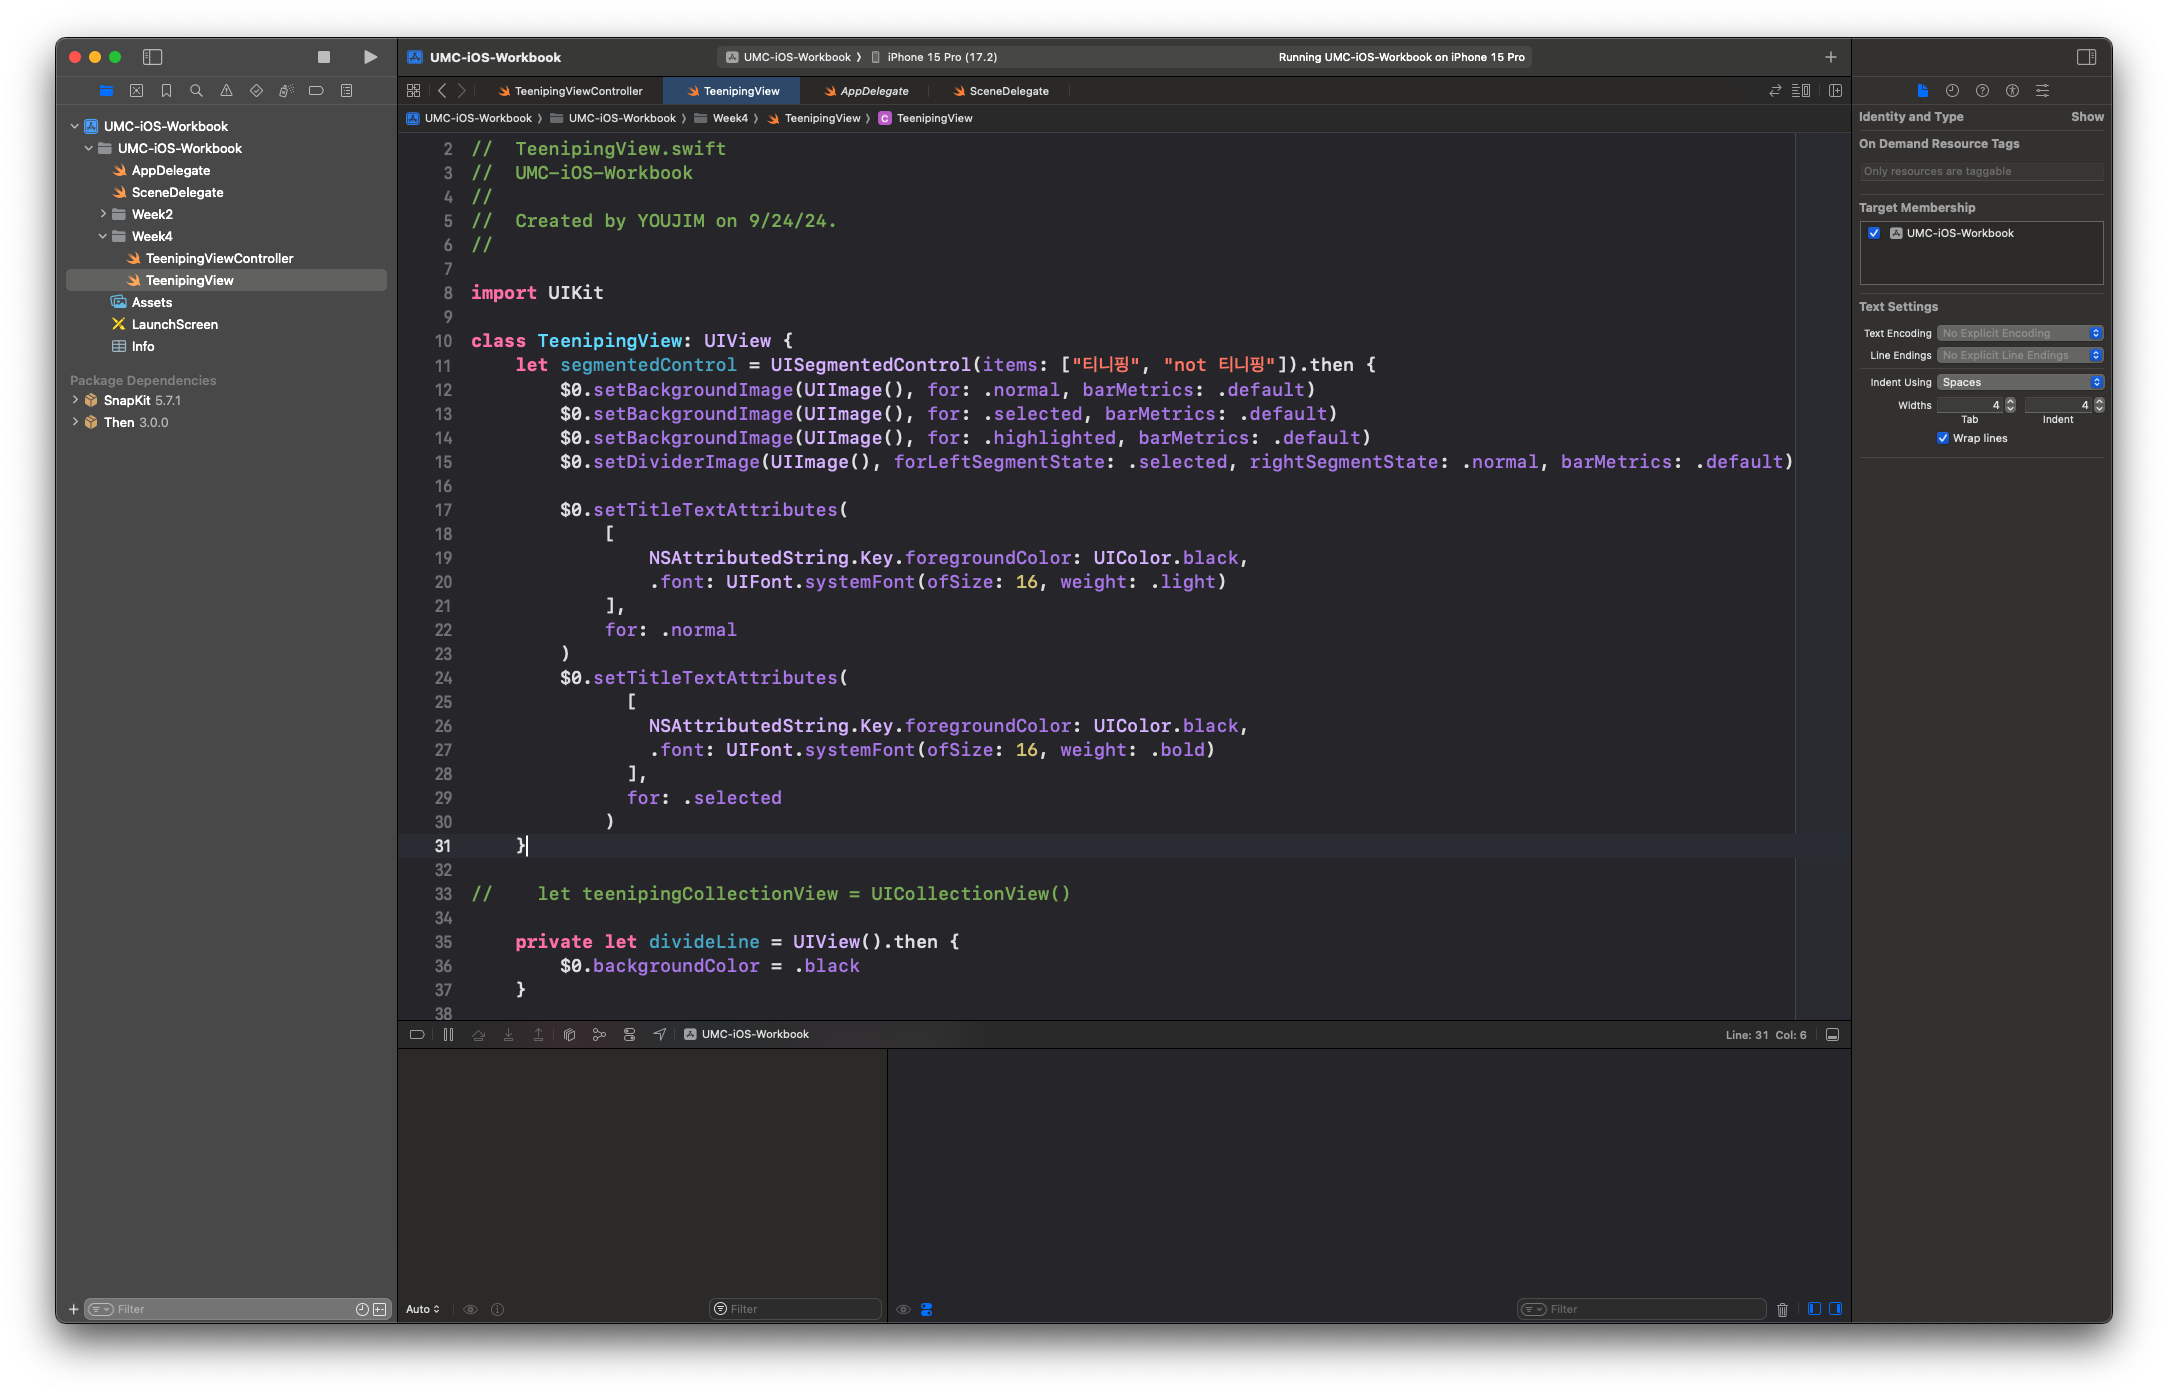 UMC-iOS-Workbook
UMC-iOS-Workbook 〉 iPhone 15 Pro (17.2)
Running UMC-iOS-Workbook on iPhone 15 Pro
TeenipingViewController
TeenipingView
AppDelegate
SceneDelegate
UMC-iOS-Workbook 〉 UMC-iOS-Workbook 〉 Week4 〉 TeenipingView 〉 C TeenipingView
UMC-iOS-Workbook
UMC-iOS-Workbook
AppDelegate
SceneDelegate
Week2
Week4
TeenipingViewController
TeenipingView
Assets
LaunchScreen
Info
Package Dependencies
SnapKit 5.7.1
Then 3.0.0
Filter
2 //  TeenipingView.swift
3 //  UMC-iOS-Workbook
4 //
5 //  Created by YOUJIM on 9/24/24.
6 //
7
8 import UIKit
9
10 class TeenipingView: UIView {
11     let segmentedControl = UISegmentedControl(items: ["티니핑", "not 티니핑"]).then {
12         $0.setBackgroundImage(UIImage(), for: .normal, barMetrics: .default)
13         $0.setBackgroundImage(UIImage(), for: .selected, barMetrics: .default)
14         $0.setBackgroundImage(UIImage(), for: .highlighted, barMetrics: .default)
15         $0.setDividerImage(UIImage(), forLeftSegmentState: .selected, rightSegmentState: .normal, barMetrics: .default)
16
17         $0.setTitleTextAttributes(
18             [
19                 NSAttributedString.Key.foregroundColor: UIColor.black,
20                 .font: UIFont.systemFont(ofSize: 16, weight: .light)
21             ],
22             for: .normal
23         )
24         $0.setTitleTextAttributes(
25               [
26                 NSAttributedString.Key.foregroundColor: UIColor.black,
27                 .font: UIFont.systemFont(ofSize: 16, weight: .bold)
28               ],
29               for: .selected
30             )
31     }
32
33 //    let teenipingCollectionView = UICollectionView()
34
35     private let divideLine = UIView().then {
36         $0.backgroundColor = .black
37     }
38
UMC-iOS-Workbook
Line: 31 Col: 6
Auto
Filter
Filter
Identity and Type
Show
On Demand Resource Tags
Only resources are taggable
Target Membership
UMC-iOS-Workbook
Text Settings
Text Encoding No Explicit Encoding
Line Endings No Explicit Line Endings
Indent Using Spaces
Widths 4 4
Tab Indent
Wrap lines